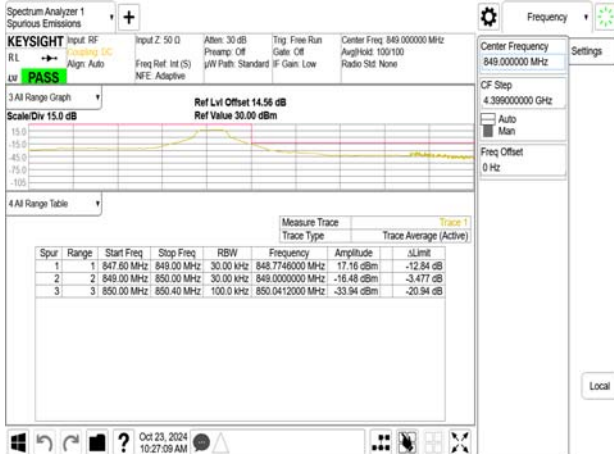 Spectrum Analyzer 1
Spurious Emissions
Frequency
KEYSIGHT Input: RF Input Z: 50 Ω Atten: 30 dB Trig: Free Run Center Freq: 849.000000 MHz
RL Coupling: DC Preamp: Off Gate: Off Avg|Hold: 100/100
Align: Auto Freq Ref: Int (S) µW Path: Standard IF Gain: Low Radio Std: None
NFE: Adaptive
PASS
3 All Range Graph
Ref Lvl Offset 14.56 dB
Scale/Div 15.0 dB Ref Value 30.00 dBm
15.0
-15.0
-45.0
-75.0
-105
4 All Range Table
Measure Trace Trace 1
Trace Type Trace Average (Active)
Spur Range Start Freq Stop Freq RBW Frequency Amplitude ΔLimit
1 1 847.60 MHz 849.00 MHz 30.00 kHz 848.7746000 MHz 17.16 dBm -12.84 dB
2 2 849.00 MHz 850.00 MHz 30.00 kHz 849.0000000 MHz -16.48 dBm -3.477 dB
3 3 850.00 MHz 850.40 MHz 100.0 kHz 850.0412000 MHz -33.94 dBm -20.94 dB
Oct 23, 2024
10:27:09 AM
Center Frequency
849.000000 MHz
Settings
CF Step
4.399000000 GHz
Auto
Man
Freq Offset
0 Hz
Local